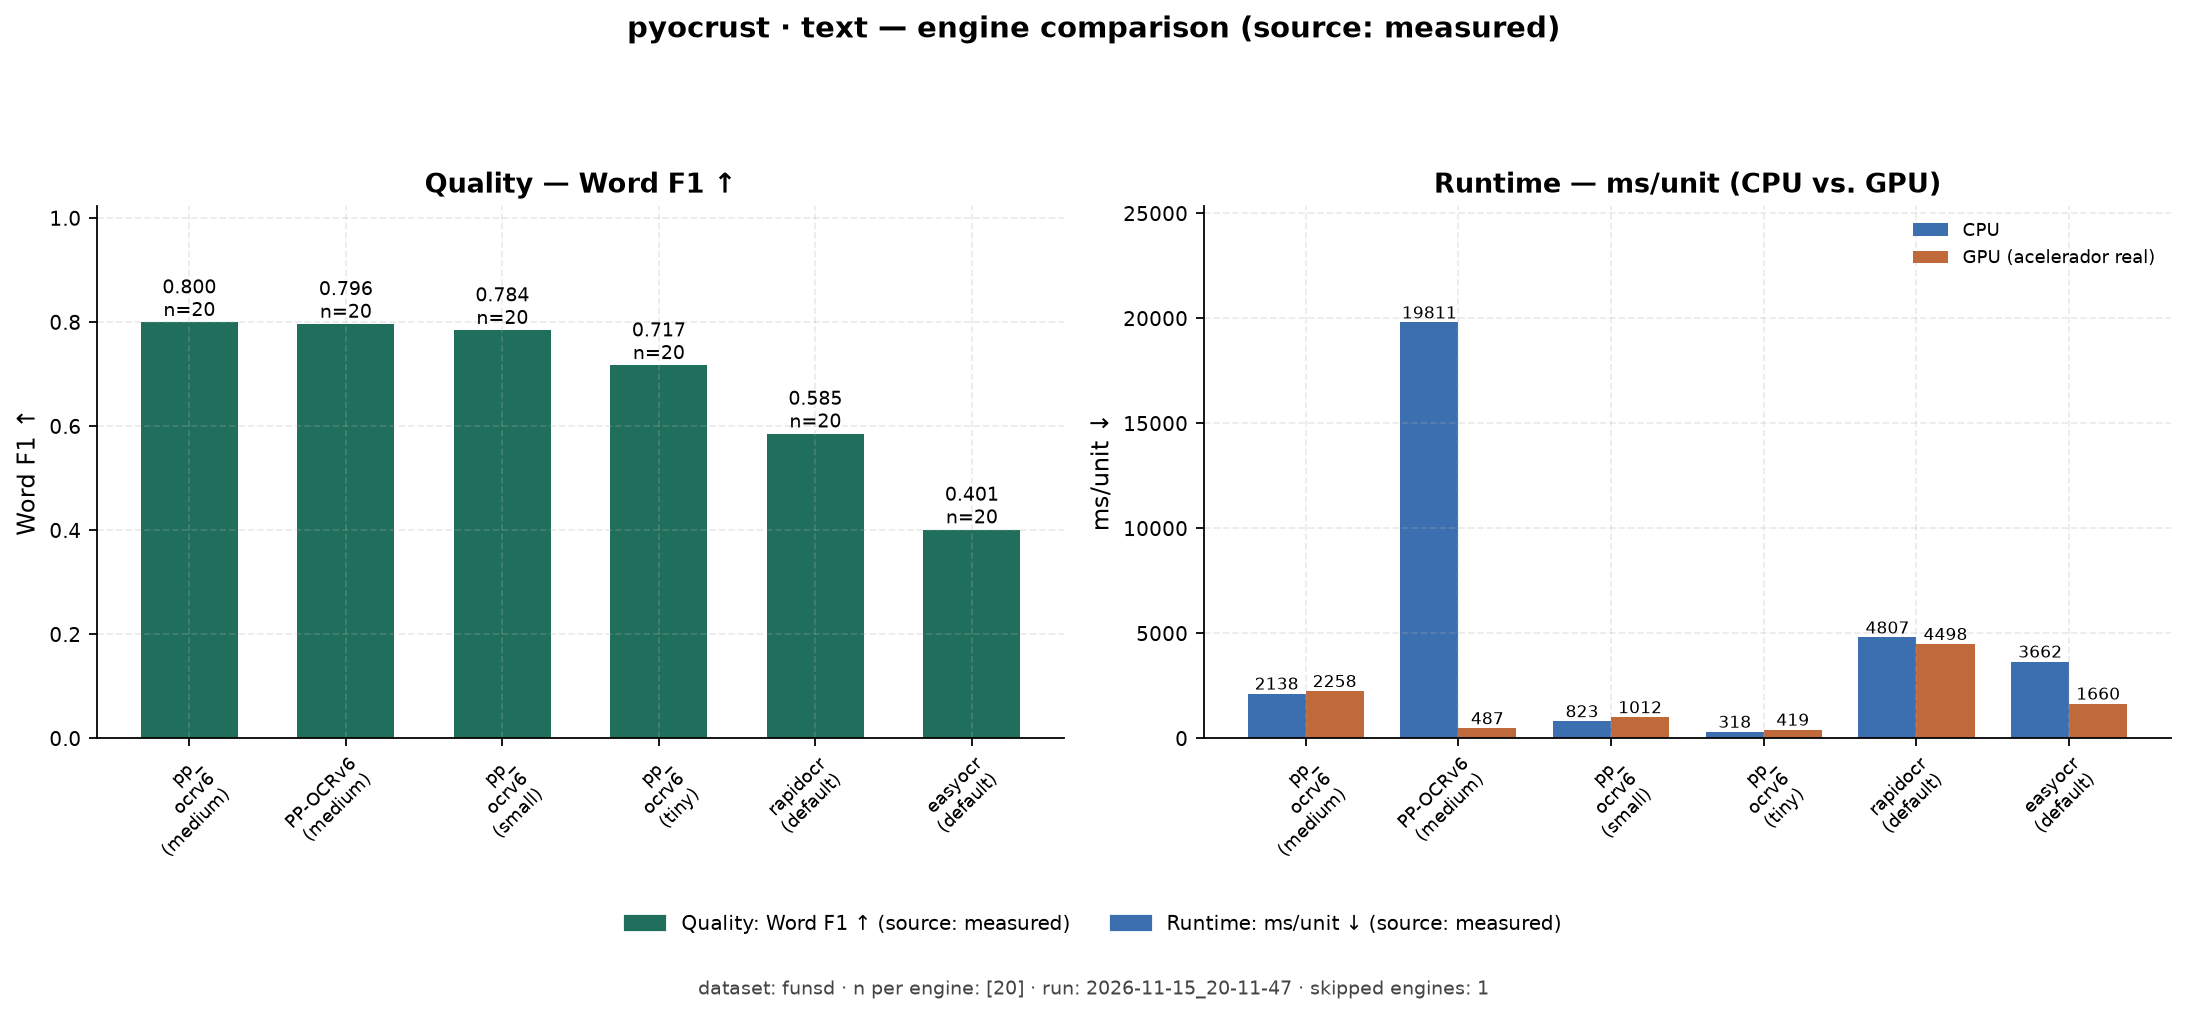 pyocrust · text — engine comparison (source: measured)
Quality — Word F1 ↑
Word F1 ↑
1.0
0.8
0.6
0.4
0.2
0.0
0.800
n=20
0.796
n=20
0.784
n=20
0.717
n=20
0.585
n=20
0.401
n=20
pp_
ocrv6
(medium)
PP-OCRv6
(medium)
pp_
ocrv6
(small)
pp_
ocrv6
(tiny)
rapidocr
(default)
easyocr
(default)
Runtime — ms/unit (CPU vs. GPU)
ms/unit ↓
25000
20000
15000
10000
5000
0
CPU
GPU (acelerador real)
2138
2258
19811
487
823
1012
318
419
4807
4498
3662
1660
pp_
ocrv6
(medium)
PP-OCRv6
(medium)
pp_
ocrv6
(small)
pp_
ocrv6
(tiny)
rapidocr
(default)
easyocr
(default)
Quality: Word F1 ↑ (source: measured)
Runtime: ms/unit ↓ (source: measured)
dataset: funsd · n per engine: [20] · run: 2026-11-15_20-11-47 · skipped engines: 1